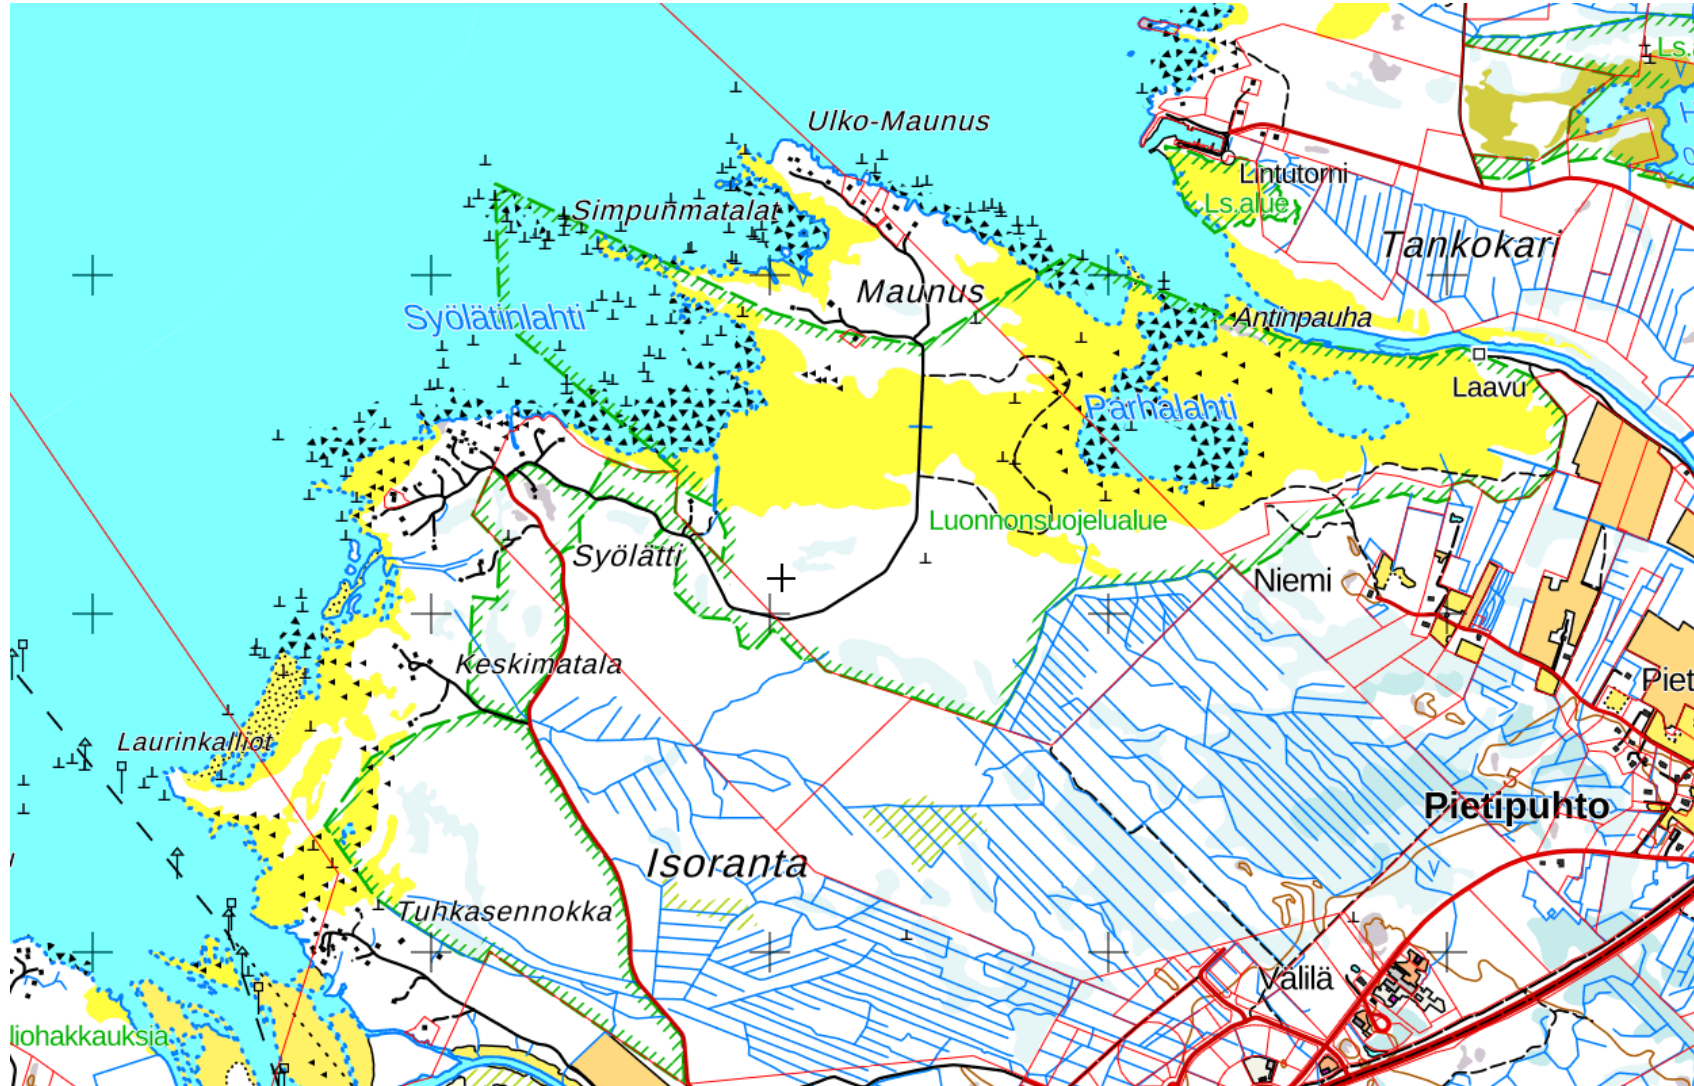 Ls.
Ulko-Maunus
H
Lintutorni
Ls.alue
Simpunmatalat
Tankokari
Maunus
Syölätinlahti
Antinpauha
Laavu
Parhalahti
Luonnonsuojelualue
Syölätti
Niemi
Keskimatala
Piet
Laurinkalliot
Pietipuhto
Isoranta
Tuhkasennokka
Välilä
liohakkauksia